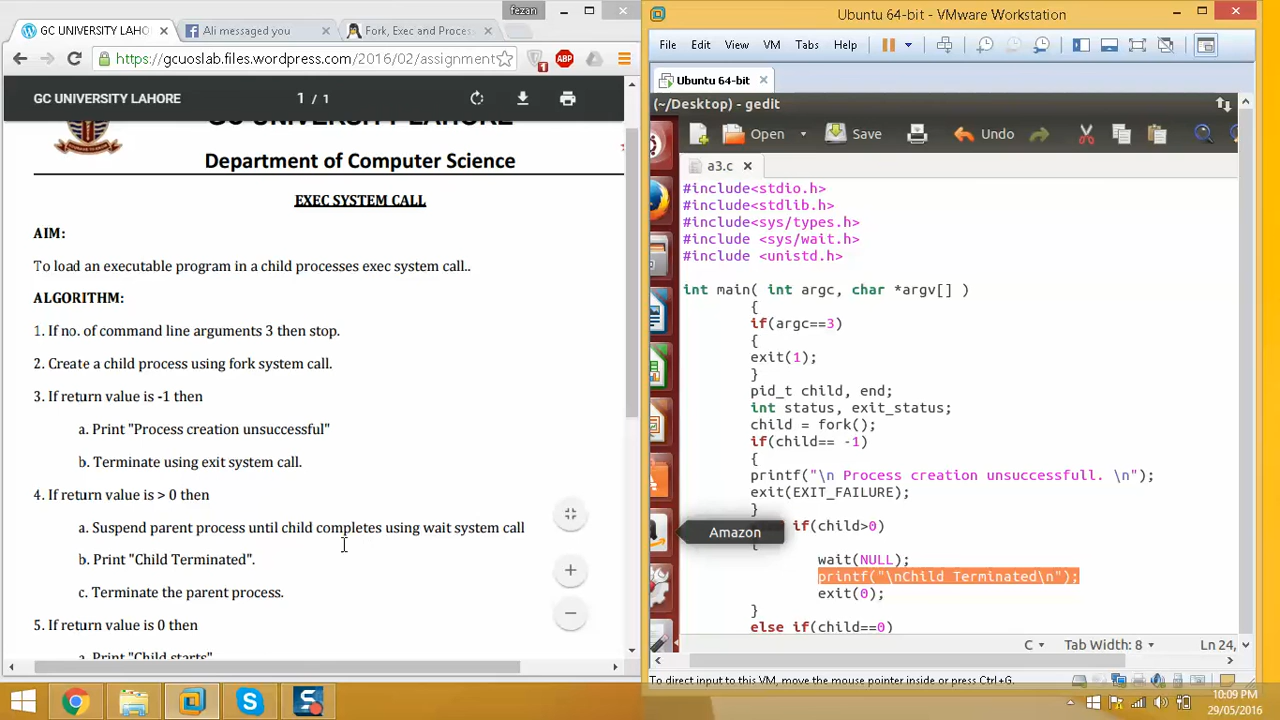 fezan
GC UNIVERSITY LAHO
Ali messaged you
Fork, Exec and Proces
https://gcuoslab.files.wordpress.com/2016/02/assignment
1
ABP
GC UNIVERSITY LAHORE
1 / 1
GC UNIVERSITY LAHORE
Department of Computer Science
EXEC SYSTEM CALL
AIM:
To load an executable program in a child processes exec system call..
ALGORITHM:
1. If no. of command line arguments 3 then stop.
2. Create a child process using fork system call.
3. If return value is -1 then
a. Print "Process creation unsuccessful"
b. Terminate using exit system call.
4. If return value is > 0 then
a. Suspend parent process until child completes using wait system call
b. Print "Child Terminated".
c. Terminate the parent process.
5. If return value is 0 then
a. Print "Child starts"
Ubuntu 64-bit - VMware Workstation
File Edit View VM Tabs Help
Ubuntu 64-bit
(~/Desktop) - gedit
Open Save Undo
a3.c
#include<stdio.h>
#include<stdlib.h>
#include<sys/types.h>
#include <sys/wait.h>
#include <unistd.h>
int main( int argc, char *argv[] )
{
if(argc==3)
{
exit(1);
}
pid_t child, end;
int status, exit_status;
child = fork();
if(child== -1)
{
printf("\n Process creation unsuccessfull. \n");
exit(EXIT_FAILURE);
}
if(child>0)
Amazon
{
wait(NULL);
printf("\nChild Terminated\n");
exit(0);
}
else if(child==0)
C Tab Width: 8 Ln 24,
To direct input to this VM, move the mouse pointer inside or press Ctrl+G.
10:09 PM
29/05/2016